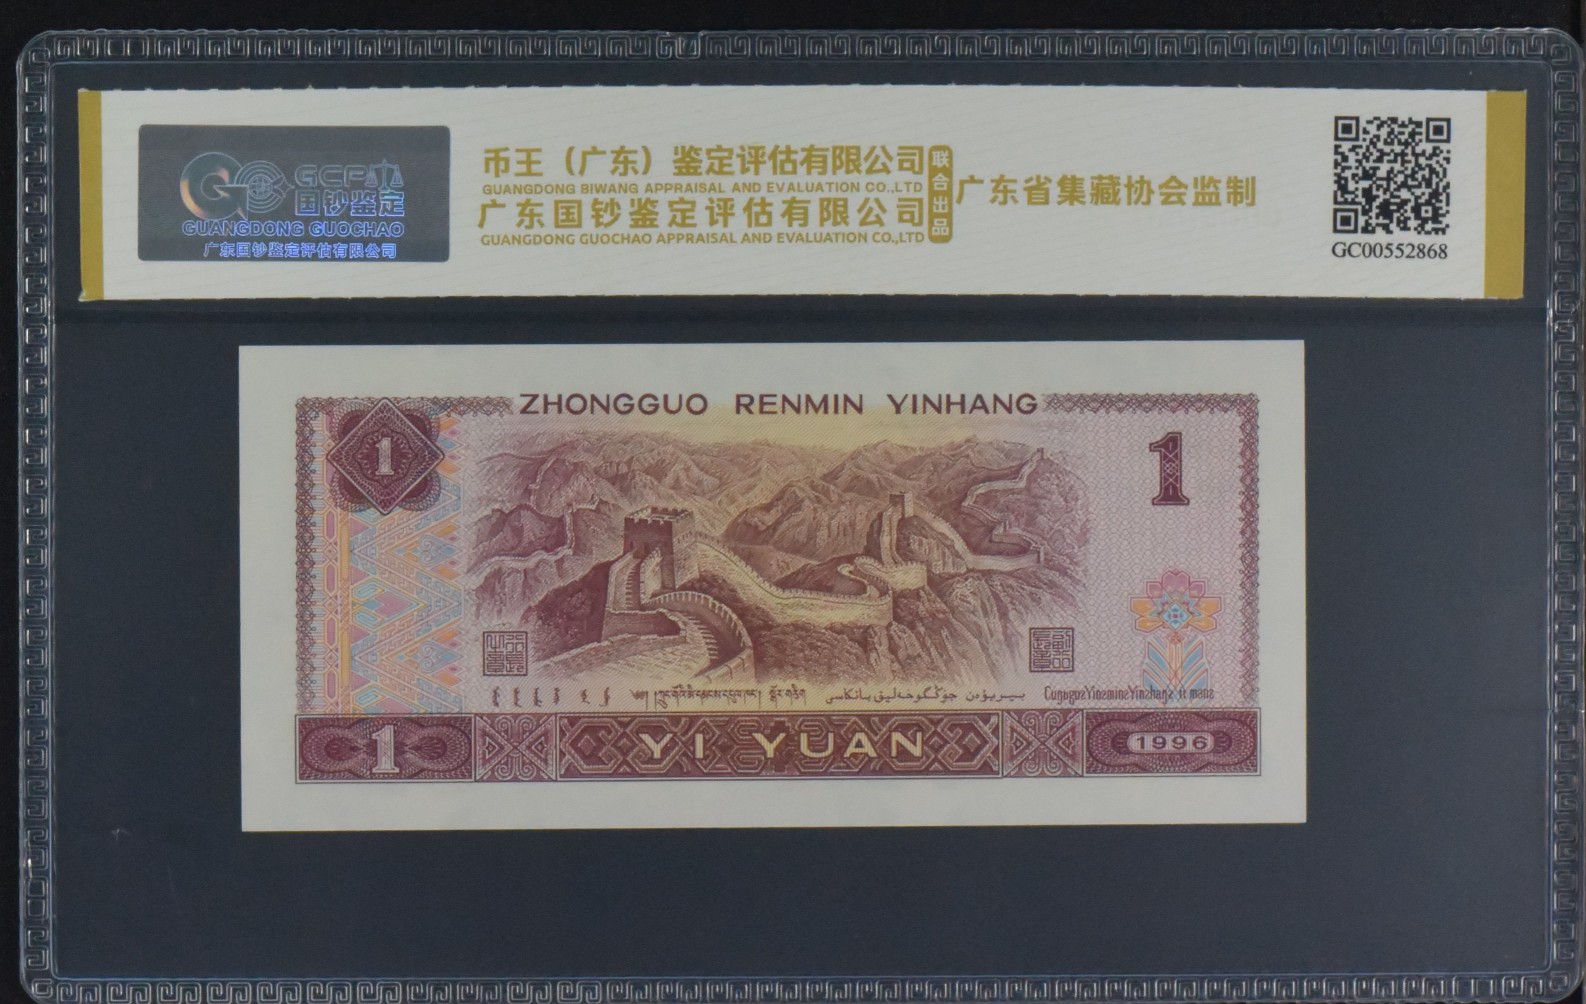 GCP
国钞鉴定
GUANGDONG GUOCHAO
广东国钞鉴定评估有限公司
币王（广东）鉴定评估有限公司
GUANGDONG BIWANG APPRAISAL AND EVALUATION CO.,LTD
广东国钞鉴定评估有限公司
GUANGDONG GUOCHAO APPRAISAL AND EVALUATION CO.,LTD
联合出品
广东省集藏协会监制
GC00552868
ZHONGGUO RENMIN YINHANG
1
1
1
YI YUAN
1996